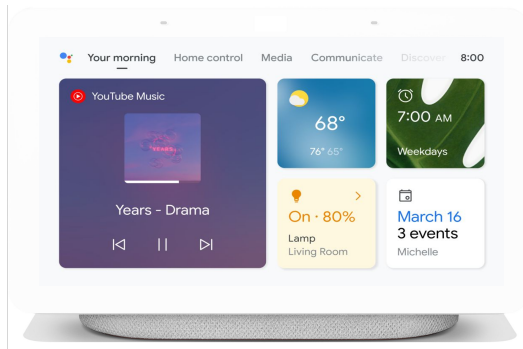 Your morning Home control Media Communicate Discover 8:00
YouTube Music
YEARS
Years - Drama
68°
76° 65°
7:00 AM
Weekdays
On · 80%
Lamp
Living Room
March 16
3 events
Michelle